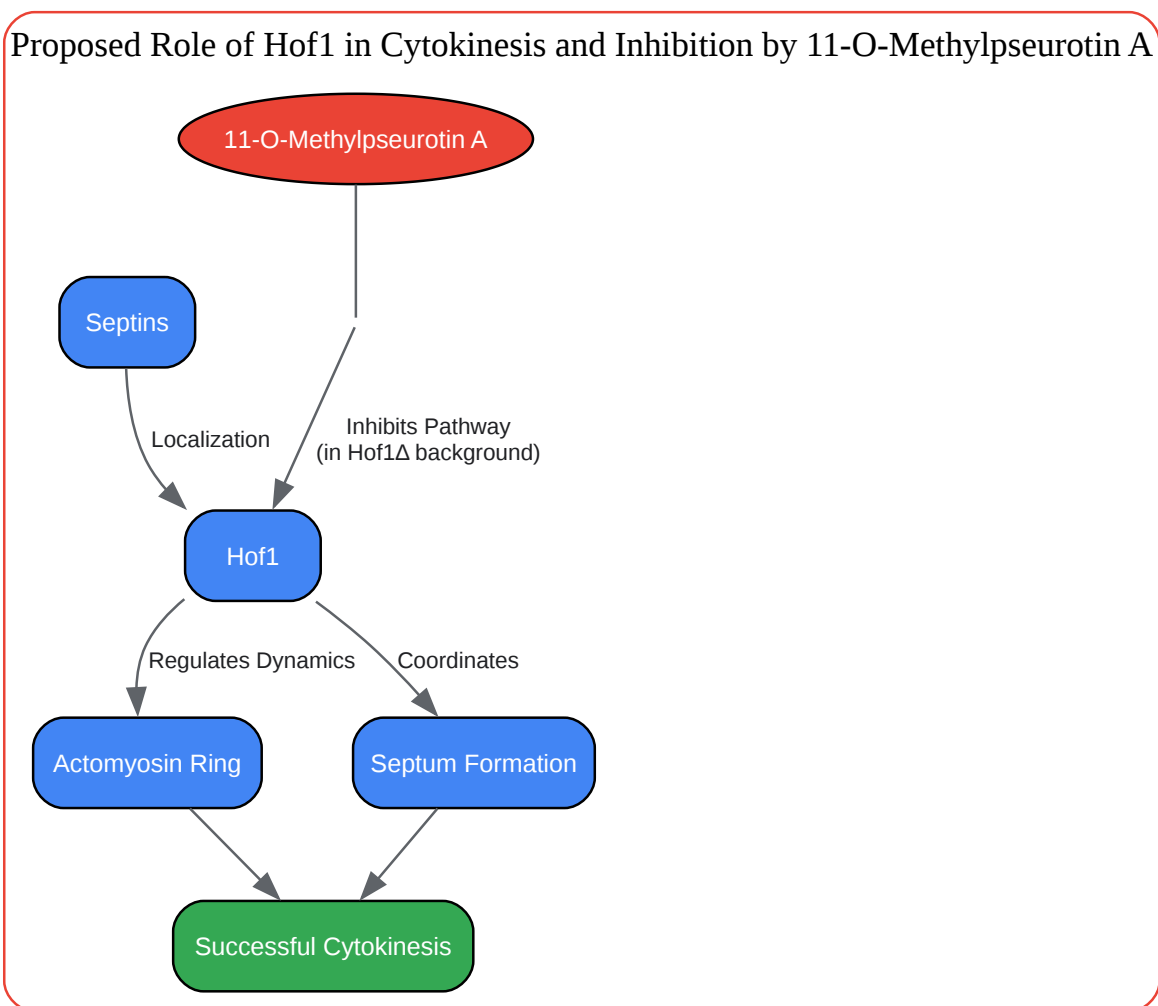 Proposed Role of Hof1 in Cytokinesis and Inhibition by 11-O-Methylpseurotin A
11-O-Methylpseurotin A
Septins
Localization
Inhibits Pathway
(in Hof1Δ background)
Hof1
Regulates Dynamics
Coordinates
Actomyosin Ring
Septum Formation
Successful Cytokinesis